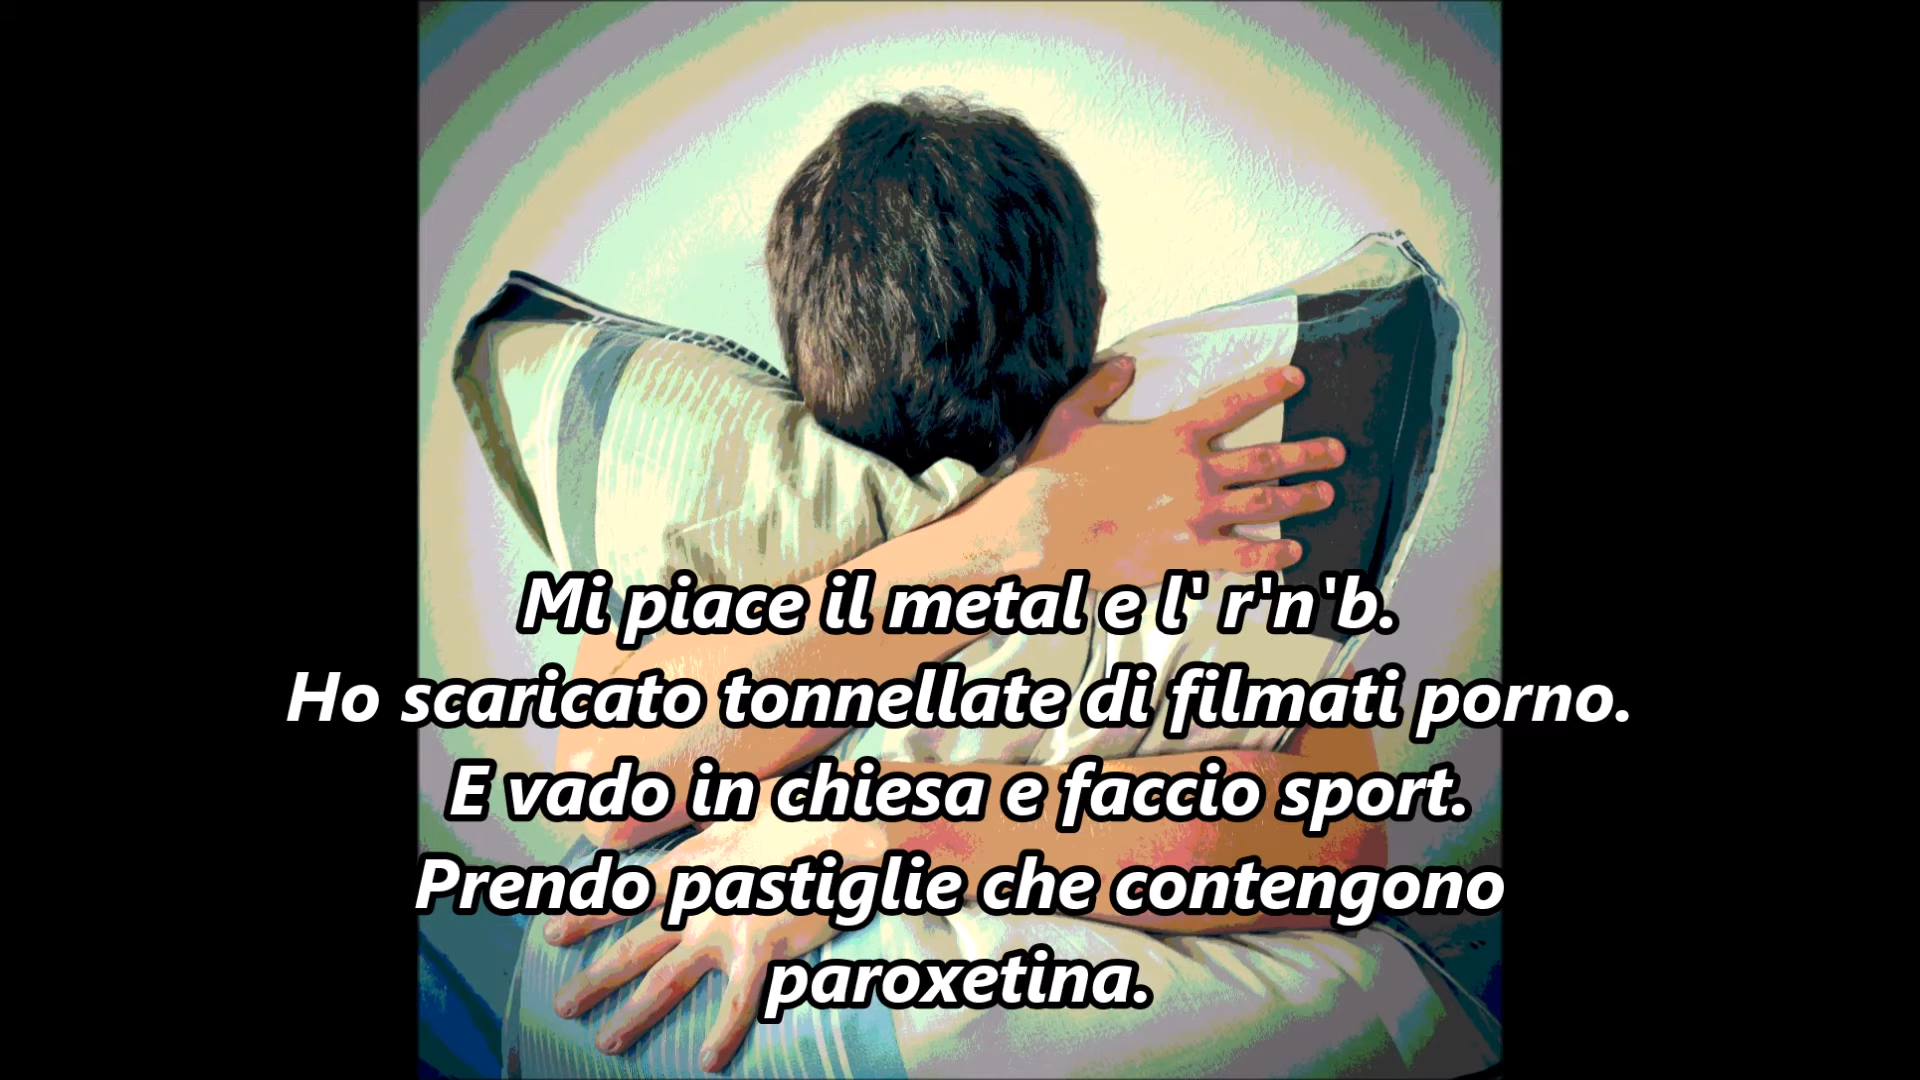 Mi piace il metal e l' r'n'b.
Ho scaricato tonnellate di filmati porno.
E vado in chiesa e faccio sport.
Prendo pastiglie che contengono
paroxetina.